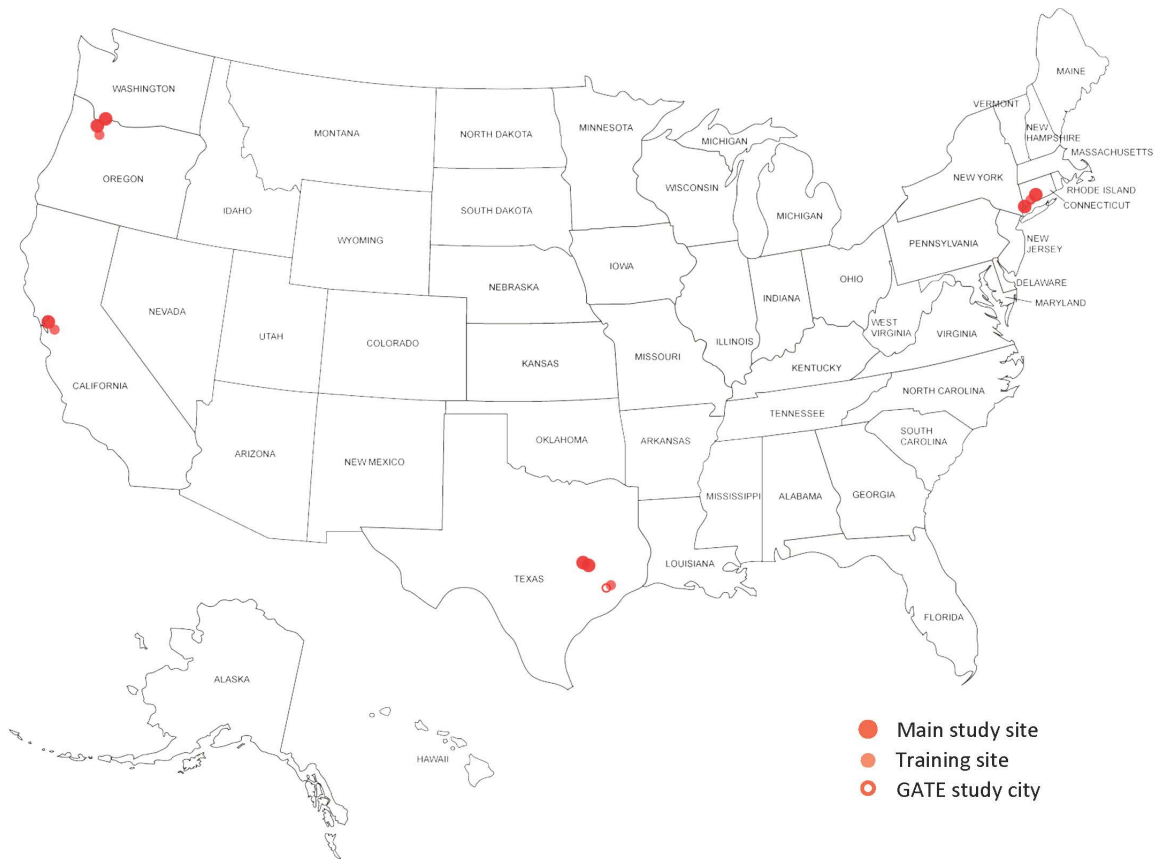 MAINE
WASHINGTON
VERMONT
MONTANA
NORTH DAKOTA
MINNESOTA
NEW
HAMPSHIRE
MICHIGAN
MASSACHUSETTS
OREGON
NEW YORK
WISCONSIN
RHODE ISLAND
CONNECTICUT
IDAHO
SOUTH DAKOTA
MICHIGAN
WYOMING
NEW
JERSEY
PENNSYLVANIA
IOWA
OHIO
DELAWARE
NEBRASKA
INDIANA
MARYLAND
NEVADA
WEST
VIRGINIA
VIRGINIA
UTAH
COLORADO
ILLINOIS
MISSOURI
KANSAS
KENTUCKY
CALIFORNIA
NORTH CAROLINA
TENNESSEE
OKLAHOMA
ARKANSAS
SOUTH
CAROLINA
ARIZONA
NEW MEXICO
MISSISSIPPI
ALABAMA
GEORGIA
LOUISIANA
TEXAS
FLORIDA
ALASKA
HAWAII
Main study site
Training site
GATE study city